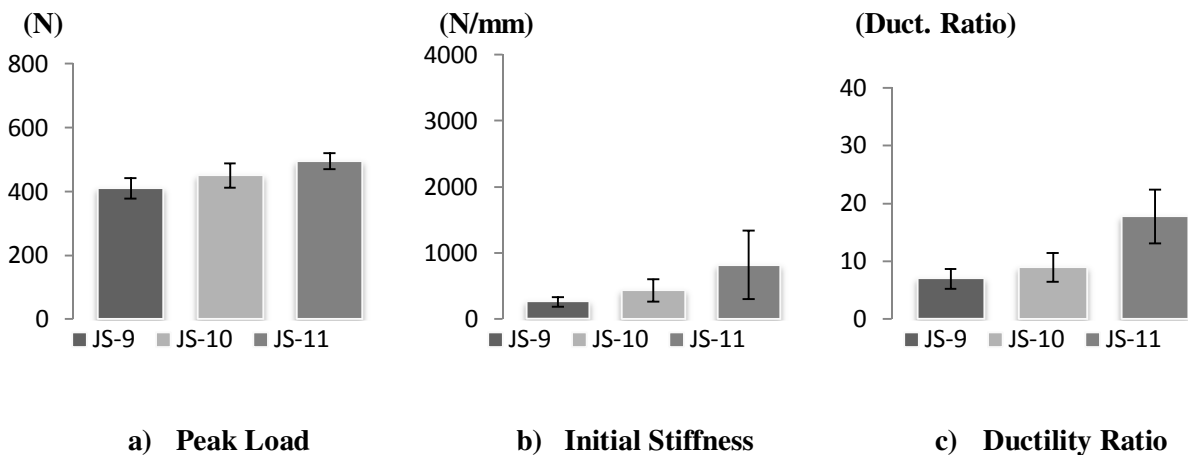 (N)
800
600
400
200
0
JS-9 JS-10 JS-11
a) Peak Load
(N/mm)
4000
3000
2000
1000
0
JS-9 JS-10 JS-11
b) Initial Stiffness
(Duct. Ratio)
40
30
20
10
0
JS-9 JS-10 JS-11
c) Ductility Ratio